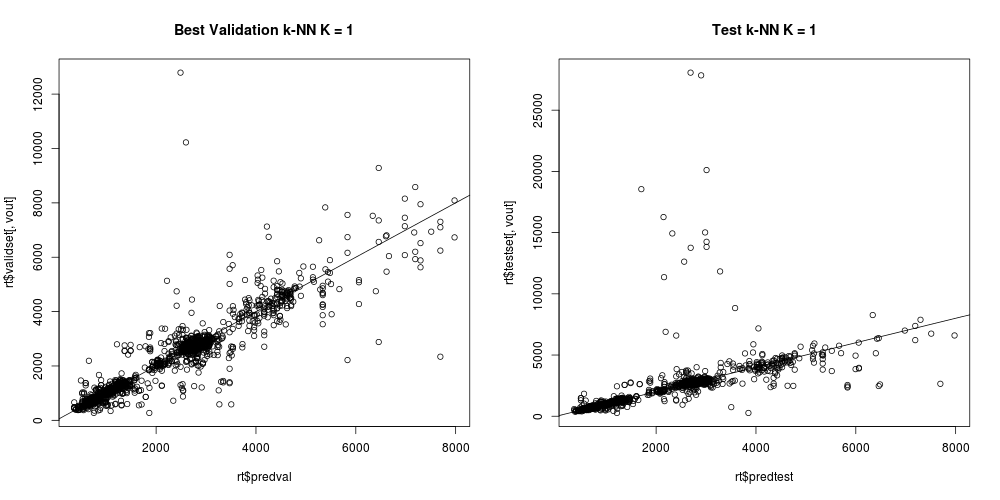 Best Validation k-NN K = 1
rt$validset[, vout]
12000
10000
8000
6000
4000
2000
0
2000 4000 6000 8000
rt$predval
Test k-NN K = 1
rt$testset[, vout]
25000
20000
15000
10000
5000
0
2000 4000 6000 8000
rt$predtest